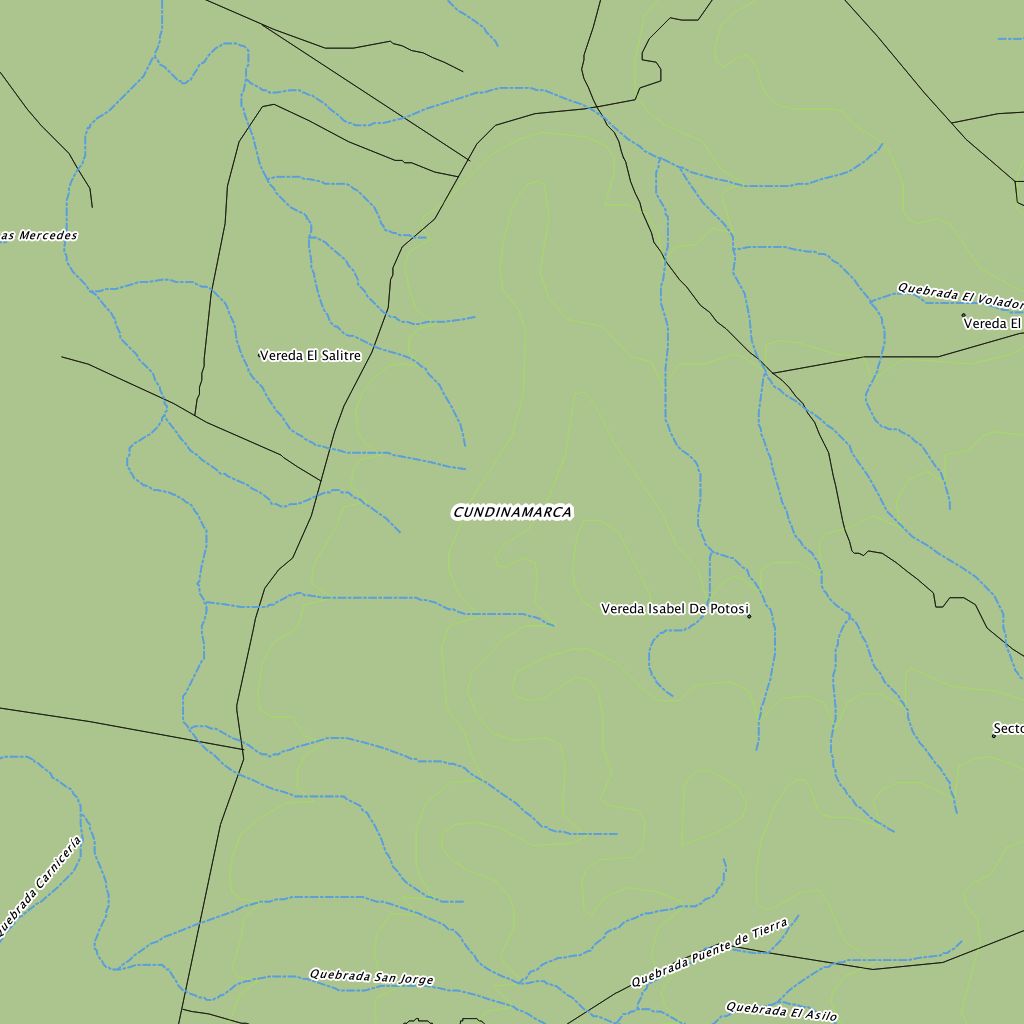 as Mercedes
Quebrada El Volador
Vereda El
Vereda El Salitre
CUNDINAMARCA
Vereda Isabel De Potosi
Secto
Quebrada Carnicería
Quebrada Puente de Tierra
Quebrada San Jorge
Quebrada El Asilo